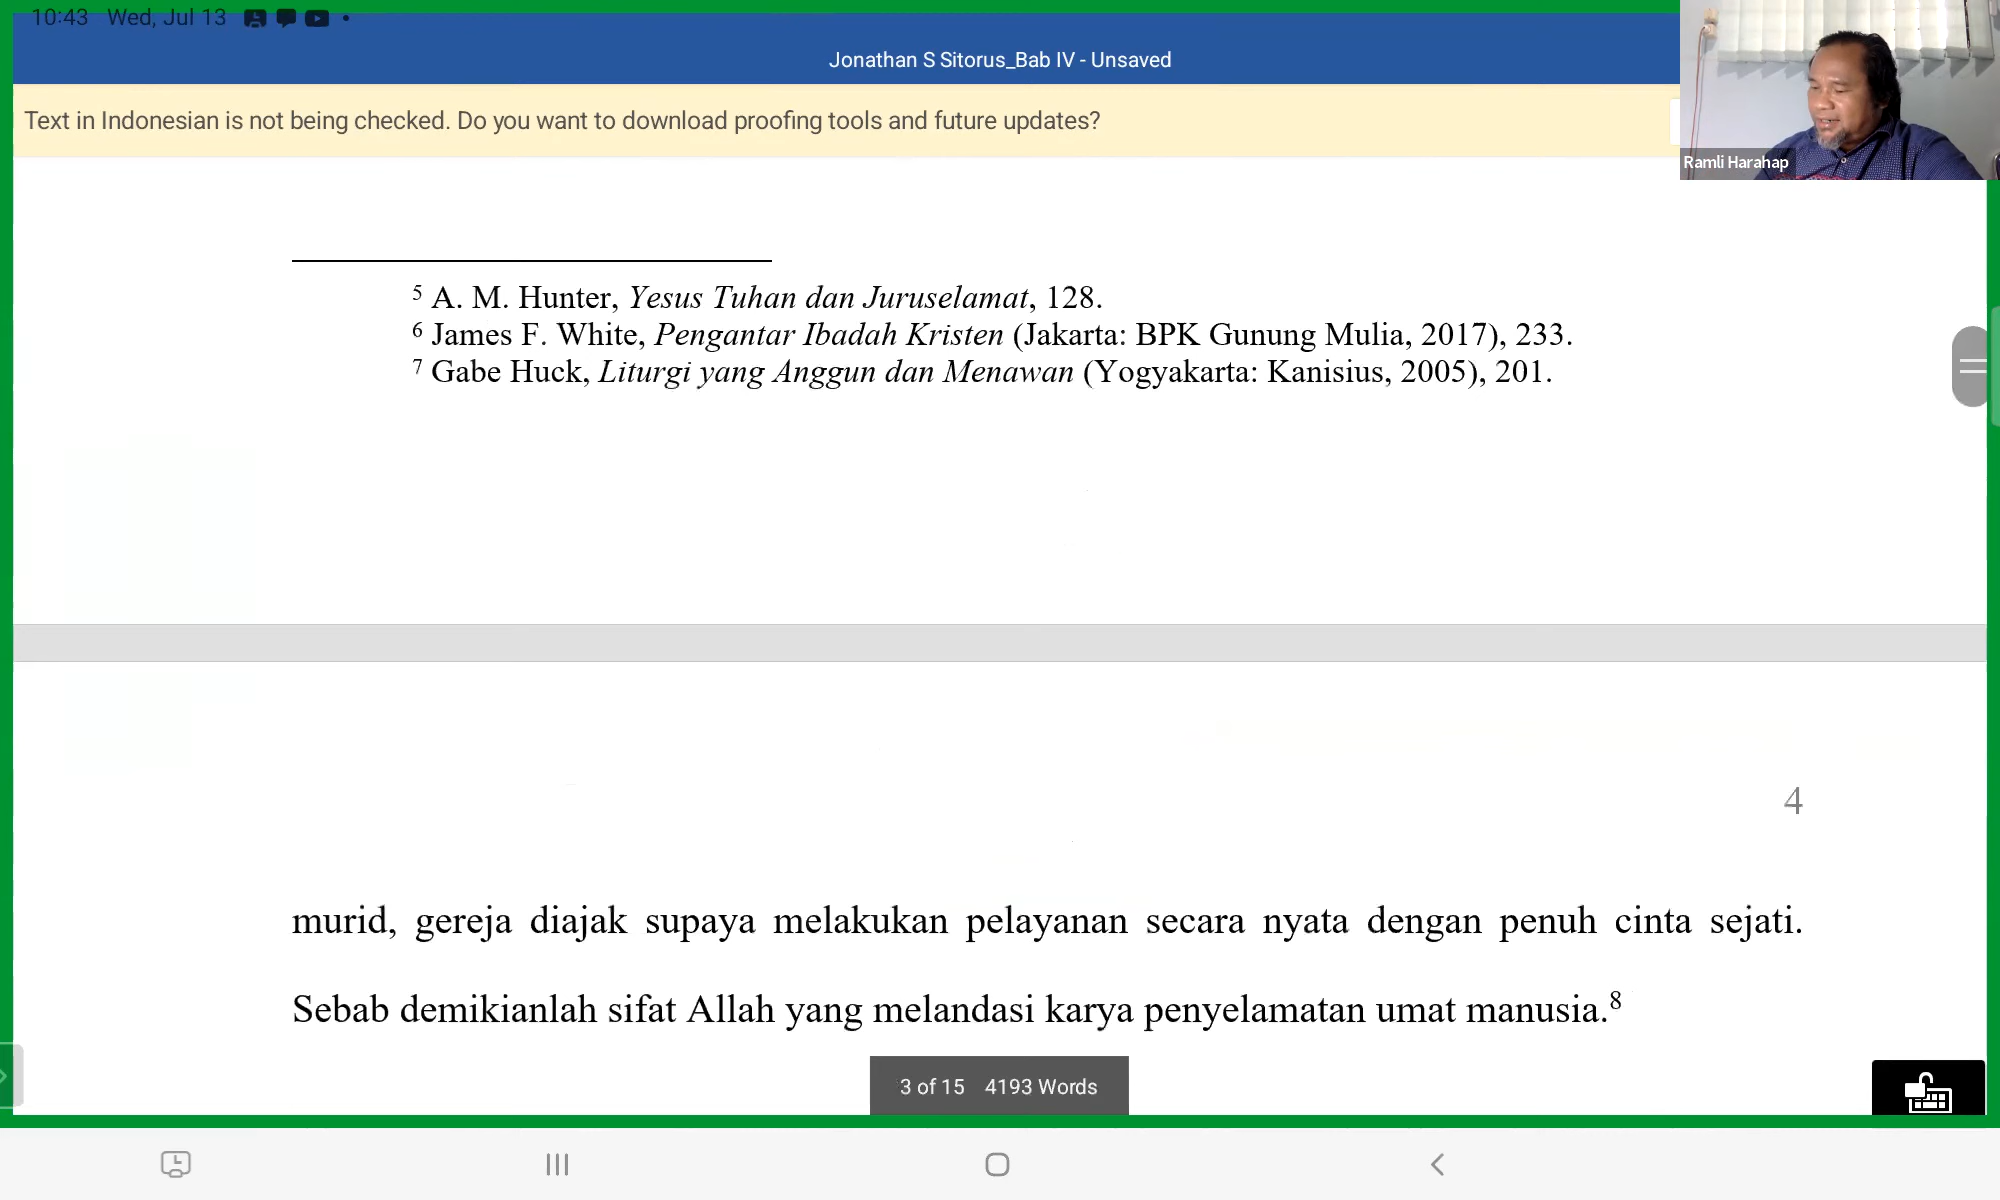 10:43 Wed, Jul 13
Jonathan S Sitorus_Bab IV - Unsaved
Text in Indonesian is not being checked. Do you want to download proofing tools and future updates?
Ramli Harahap
5 A. M. Hunter, Yesus Tuhan dan Juruselamat, 128.
6 James F. White, Pengantar Ibadah Kristen (Jakarta: BPK Gunung Mulia, 2017), 233.
7 Gabe Huck, Liturgi yang Anggun dan Menawan (Yogyakarta: Kanisius, 2005), 201.
4
murid, gereja diajak supaya melakukan pelayanan secara nyata dengan penuh cinta sejati.
Sebab demikianlah sifat Allah yang melandasi karya penyelamatan umat manusia.8
3 of 15 4193 Words